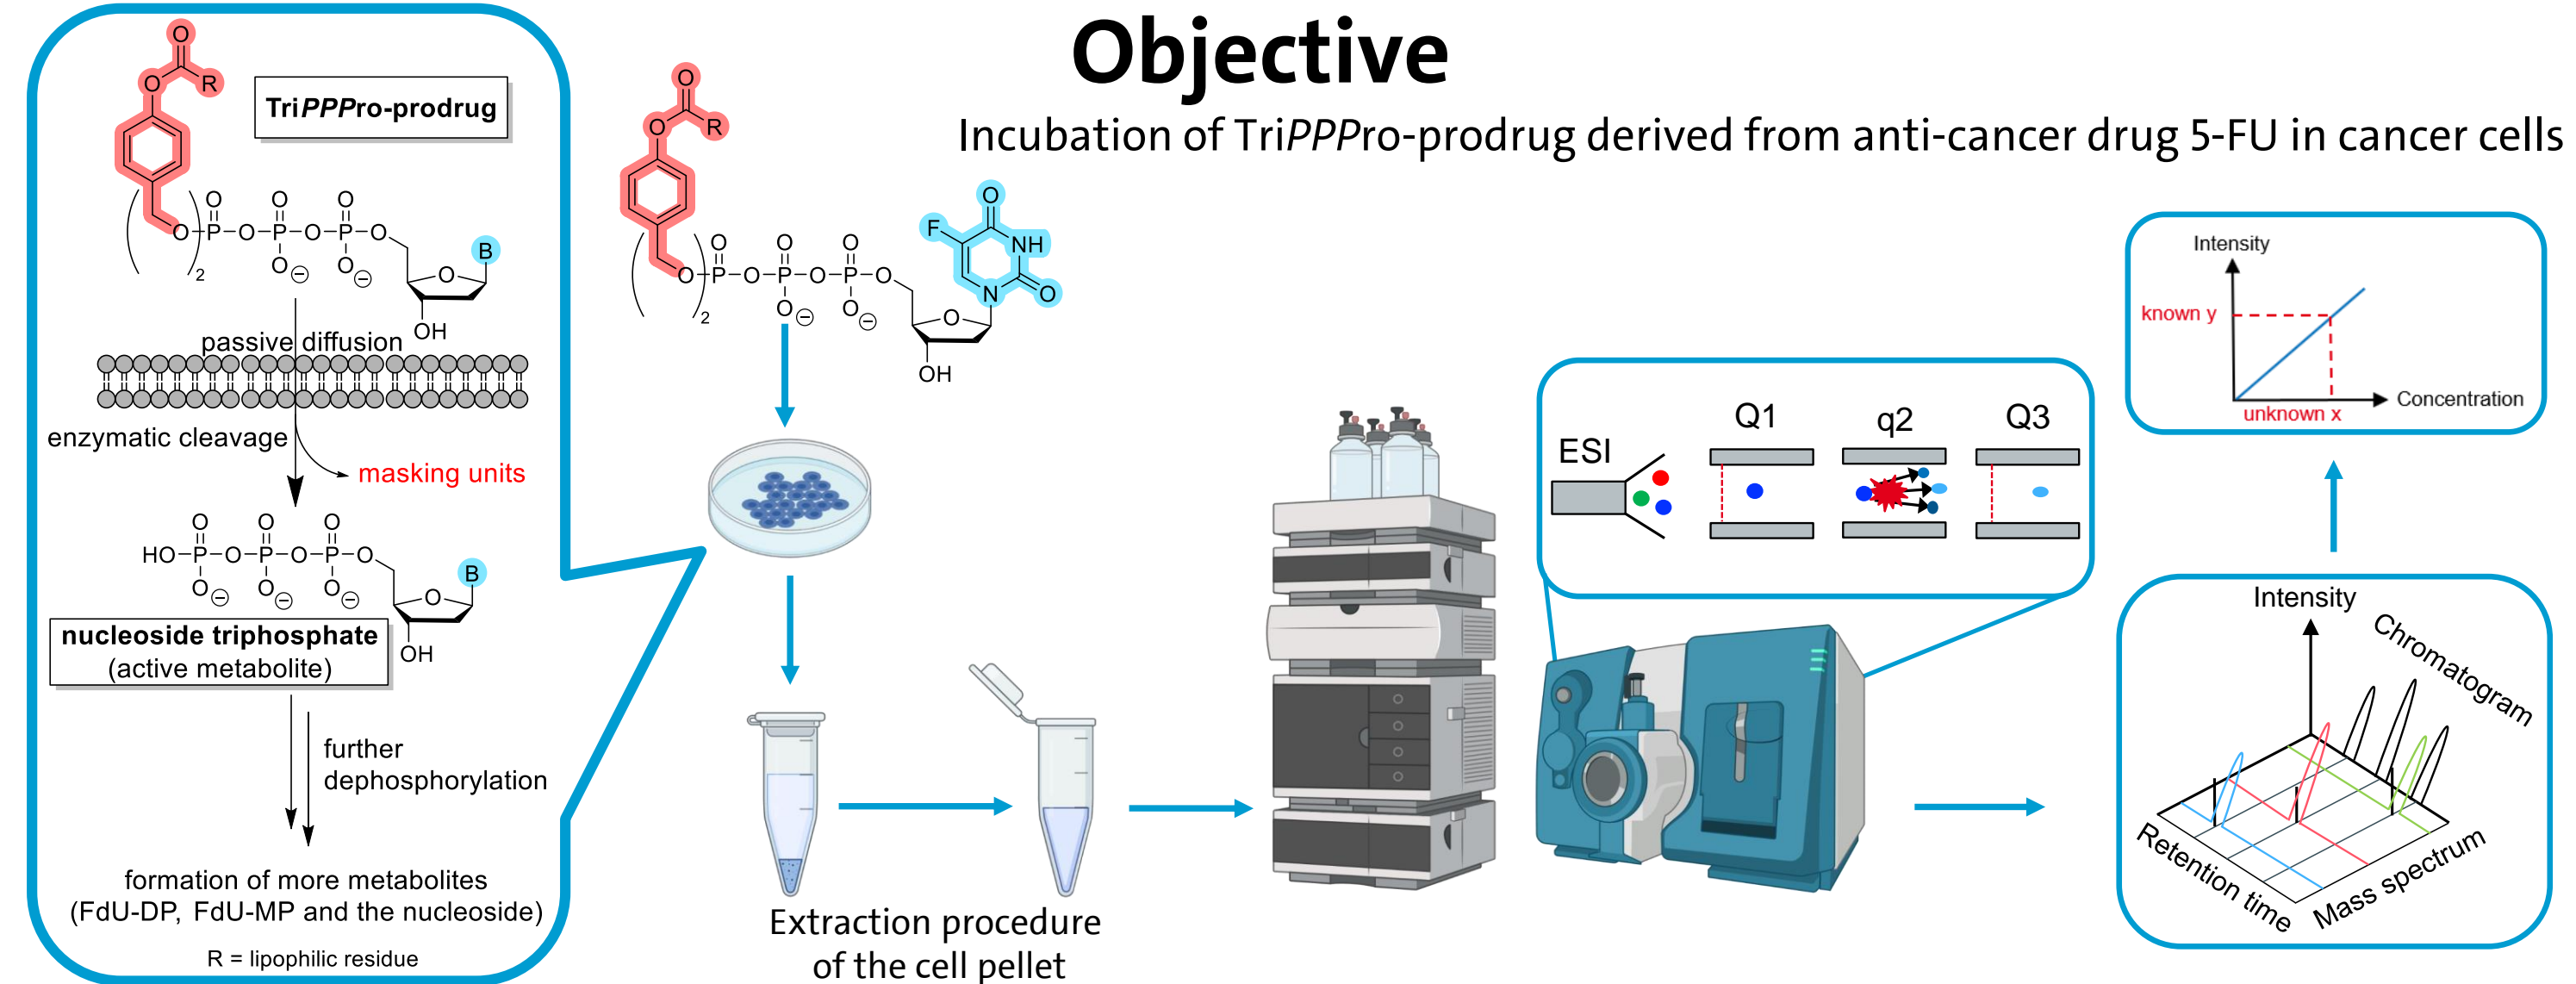 Objective
Incubation of TriPPPro-prodrug derived from anti-cancer drug 5-FU in cancer cells
O
O
R
TriPPPro-prodrug
O
O
O
O
P
O
P
O
P
O
2
O
O
O
B
OH
passive diffusion
enzymatic cleavage
masking units
O
O
O
HO
P
O
P
O
P
O
O
O
O
O
B
OH
nucleoside triphosphate
(active metabolite)
further
dephosphorylation
formation of more metabolites
(FdU-DP, FdU-MP and the nucleoside)
R = lipophilic residue
O
O
R
O
O
O
O
P
O
P
O
P
O
2
O
O
O
F
O
NH
N
O
OH
Extraction procedure
of the cell pellet
ESI
Q1
q2
Q3
Intensity
known y
unknown x
Concentration
Intensity
Chromatogram
Retention time
Mass spectrum